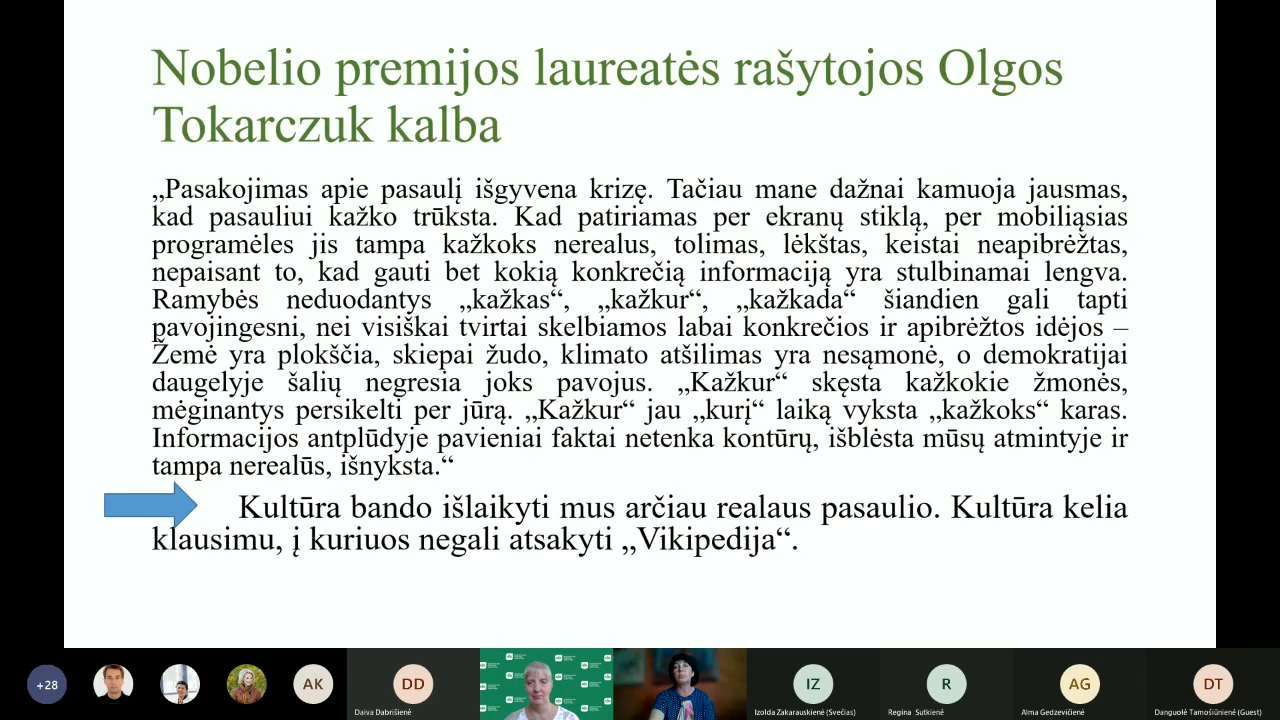 Nobelio premijos laureatės rašytojos Olgos
Tokarczuk kalba
„Pasakojimas apie pasaulį išgyvena krizę. Tačiau mane dažnai kamuoja jausmas,
kad pasauliui kažko trūksta. Kad patiriamas per ekranų stiklą, per mobiliąsias
programėles jis tampa kažkoks nerealus, tolimas, lėkštas, keistai neapibrėžtas,
nepaisant to, kad gauti bet kokią konkrečią informaciją yra stulbinamai lengva.
Ramybės neduodantys „kažkas“, „kažkur“, „kažkada“ šiandien gali tapti
pavojingesni, nei visiškai tvirtai skelbiamos labai konkrečios ir apibrėžtos idėjos –
Žemė yra plokščia, skiepai žudo, klimato atšilimas yra nesąmonė, o demokratijai
daugelyje šalių negresia joks pavojus. „Kažkur“ skęsta kažkokie žmonės,
mėginantys persikelti per jūrą. „Kažkur“ jau „kurį“ laiką vyksta „kažkoks“ karas.
Informacijos antplūdyje pavieniai faktai netenka kontūrų, išblėsta mūsų atmintyje ir
tampa nerealūs, išnyksta.“
Kultūra bando išlaikyti mus arčiau realaus pasaulio. Kultūra kelia
klausimu, į kuriuos negali atsakyti „Vikipedija“.
+28
AK
DD
Daiva Dabrišienė
IZ
Izolda Zakarauskienė (Svečias)
R
Regina Sutkienė
AG
Alma Gedzevičienė
DT
Danguolė Tamošiūnienė (Guest)